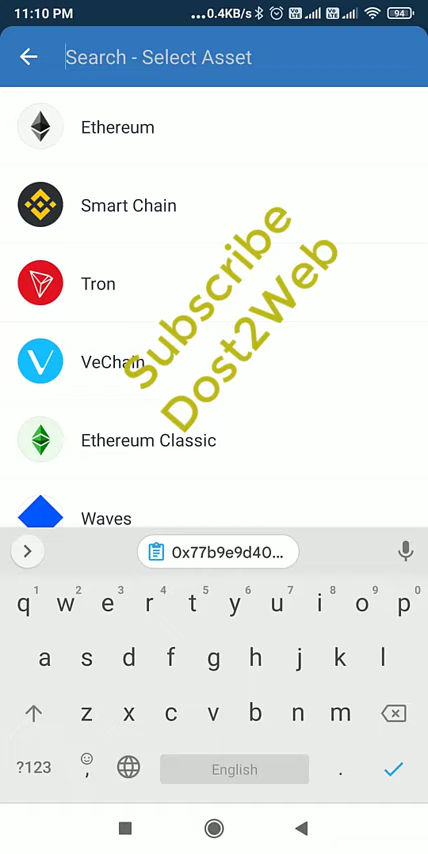 11:10 PM ...0.4KB/s 94
Search - Select Asset
Ethereum
Smart Chain
Tron
VeChain
Ethereum Classic
Waves
Subscribe
Dost2Web
0x77b9e9d40...
1 2 3 4 5 6 7 8 9 0
q w e r t y u i o p
a s d f g h j k l
z x c v b n m
?123 , English .